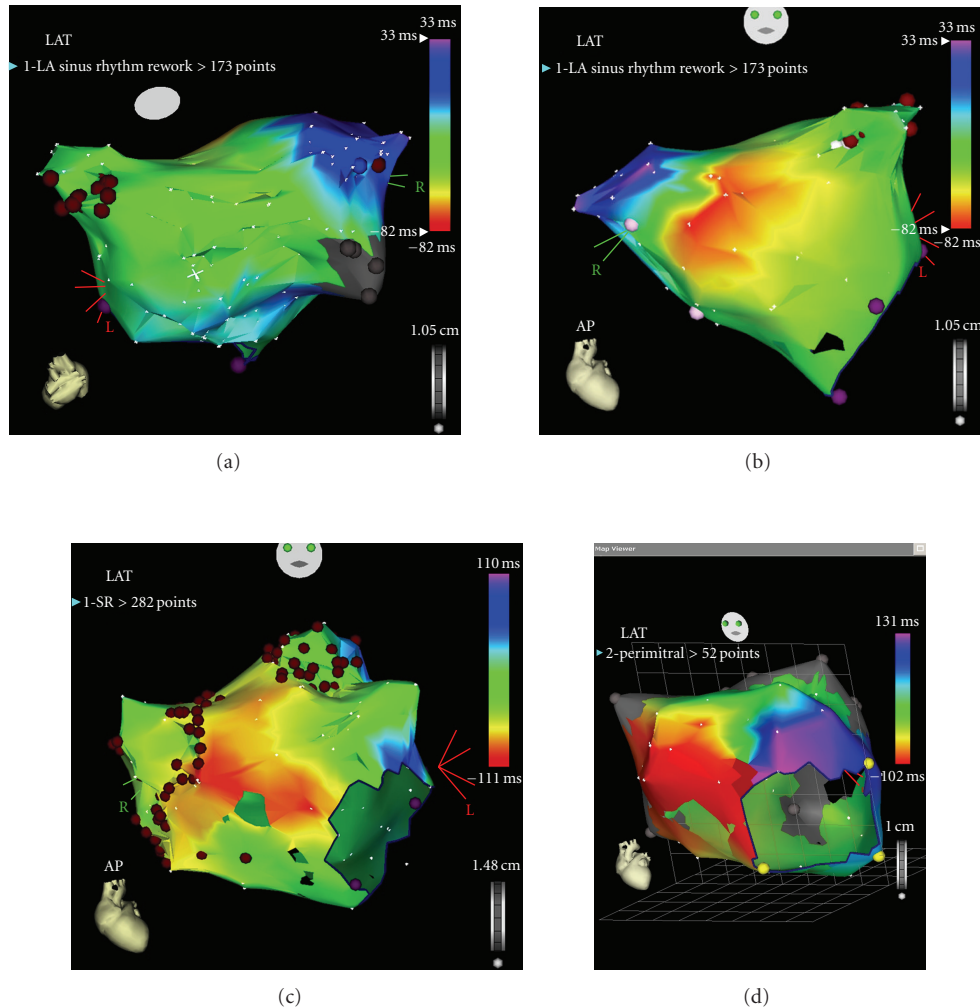 LAT
33 ms
33 ms
1-LA sinus rhythm rework > 173 points
R
−82 ms
−82 ms
L
1.05 cm
(a)
LAT
33 ms
33 ms
1-LA sinus rhythm rework > 173 points
−82 ms
−82 ms
R
L
AP
1.05 cm
(b)
LAT
110 ms
1-SR > 282 points
−111 ms
R
L
AP
1.48 cm
(c)
Map Viewer
LAT
131 ms
2-perimitral > 52 points
−102 ms
1 cm
(d)